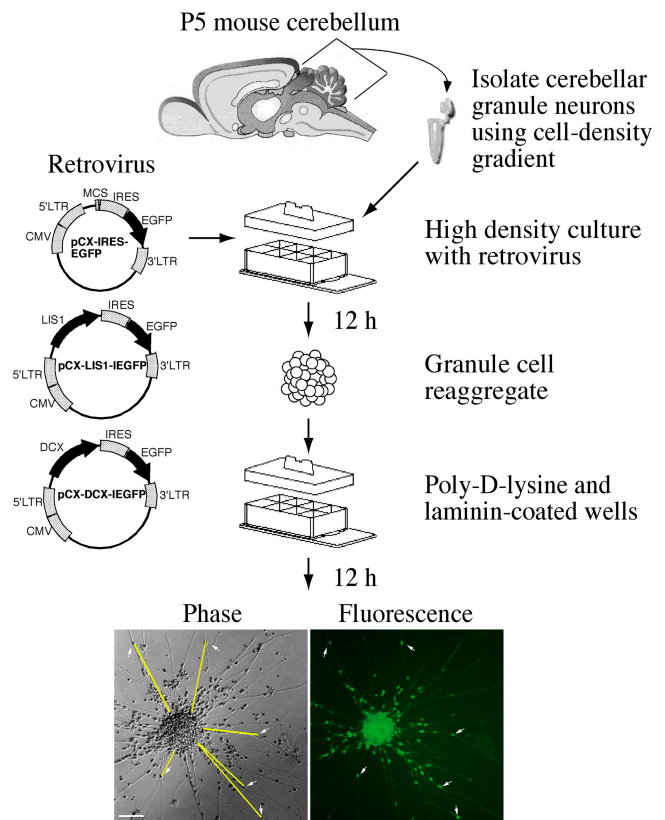 P5 mouse cerebellum
Isolate cerebellar
granule neurons
using cell-density
gradient
Retrovirus
MCS
IRES
5'LTR
EGFP
CMV
pCX-IRES-
EGFP
3'LTR
High density culture
with retrovirus
12 h
IRES
LIS1
EGFP
pCX-LIS1-IEGFP
3'LTR
5'LTR
CMV
Granule cell
reaggregate
IRES
DCX
EGFP
pCX-DCX-IEGFP
3'LTR
5'LTR
CMV
Poly-D-lysine and
laminin-coated wells
12 h
Phase
Fluorescence